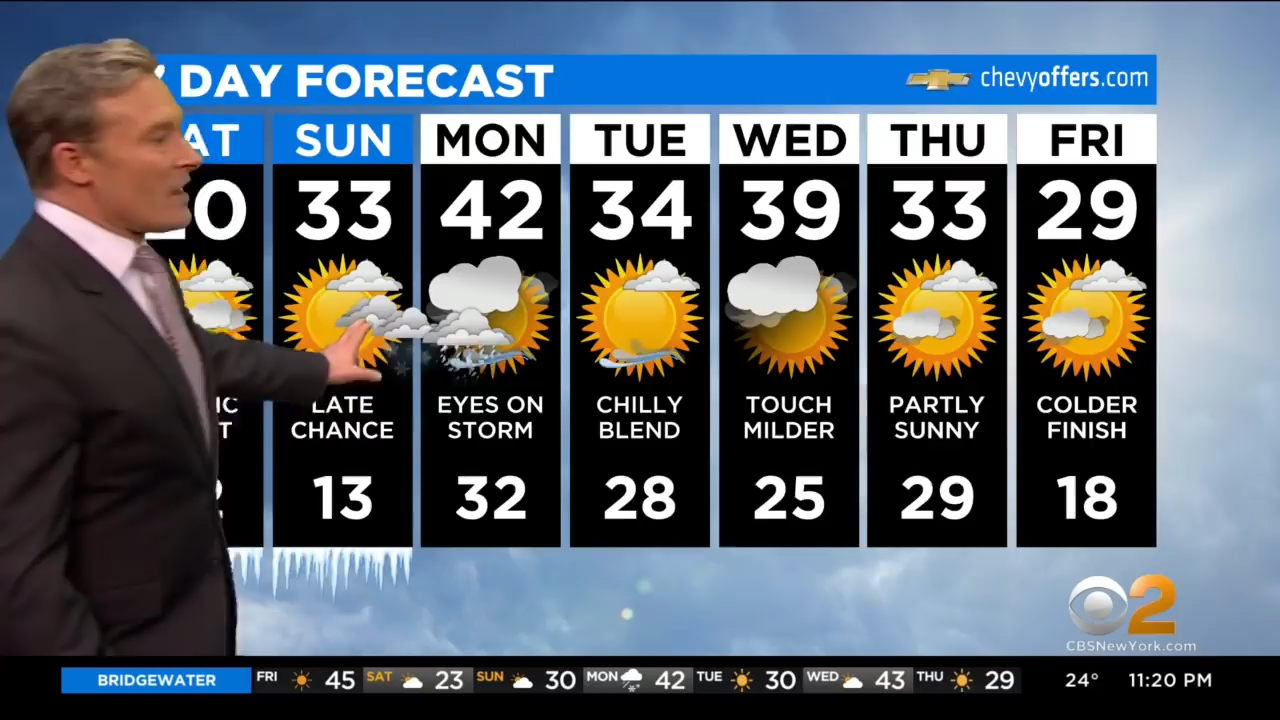 DAY FORECAST
chevyoffers.com
SUN MON TUE WED THU FRI
33 42 34 39 33 29
LATE CHANCE
EYES ON STORM
CHILLY BLEND
TOUCH MILDER
PARTLY SUNNY
COLDER FINISH
13 32 28 25 29 18
2
CBSNewYork.com
BRIDGEWATER FRI 45 SAT 23 SUN 30 MON 42 TUE 30 WED 43 THU 29 24° 11:20 PM